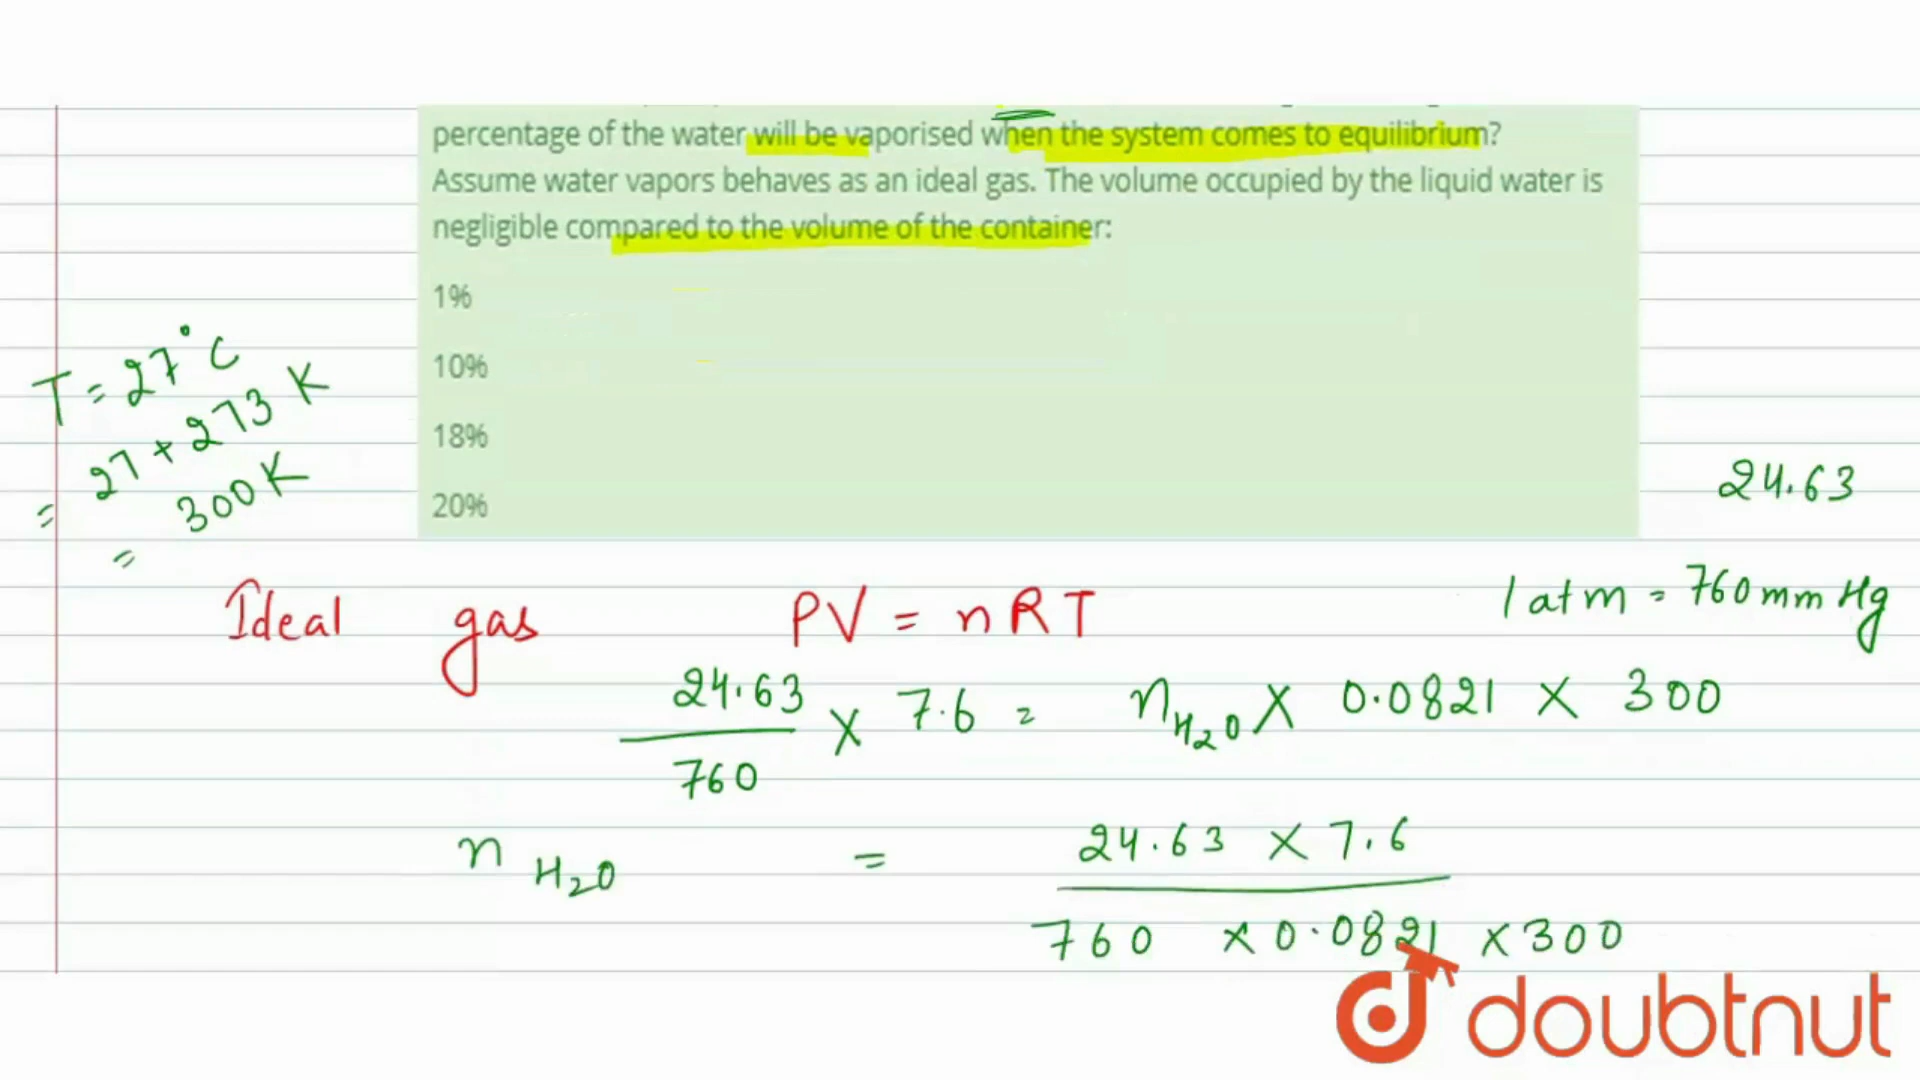 percentage of the water will be vaporised when the system comes to equilibrium?
Assume water vapors behaves as an ideal gas. The volume occupied by the liquid water is
negligible compared to the volume of the container:
1%
10%
18%
20%
T = 27°C
= 27 + 273 K
= 300K
24.63
1 atm = 760 mm Hg
Ideal gas PV = nRT
24.63 / 760 × 7.6 = nH2O × 0.0821 × 300
nH2O = 24.63 × 7.6 / 760 × 0.0821 × 300
doubtnut